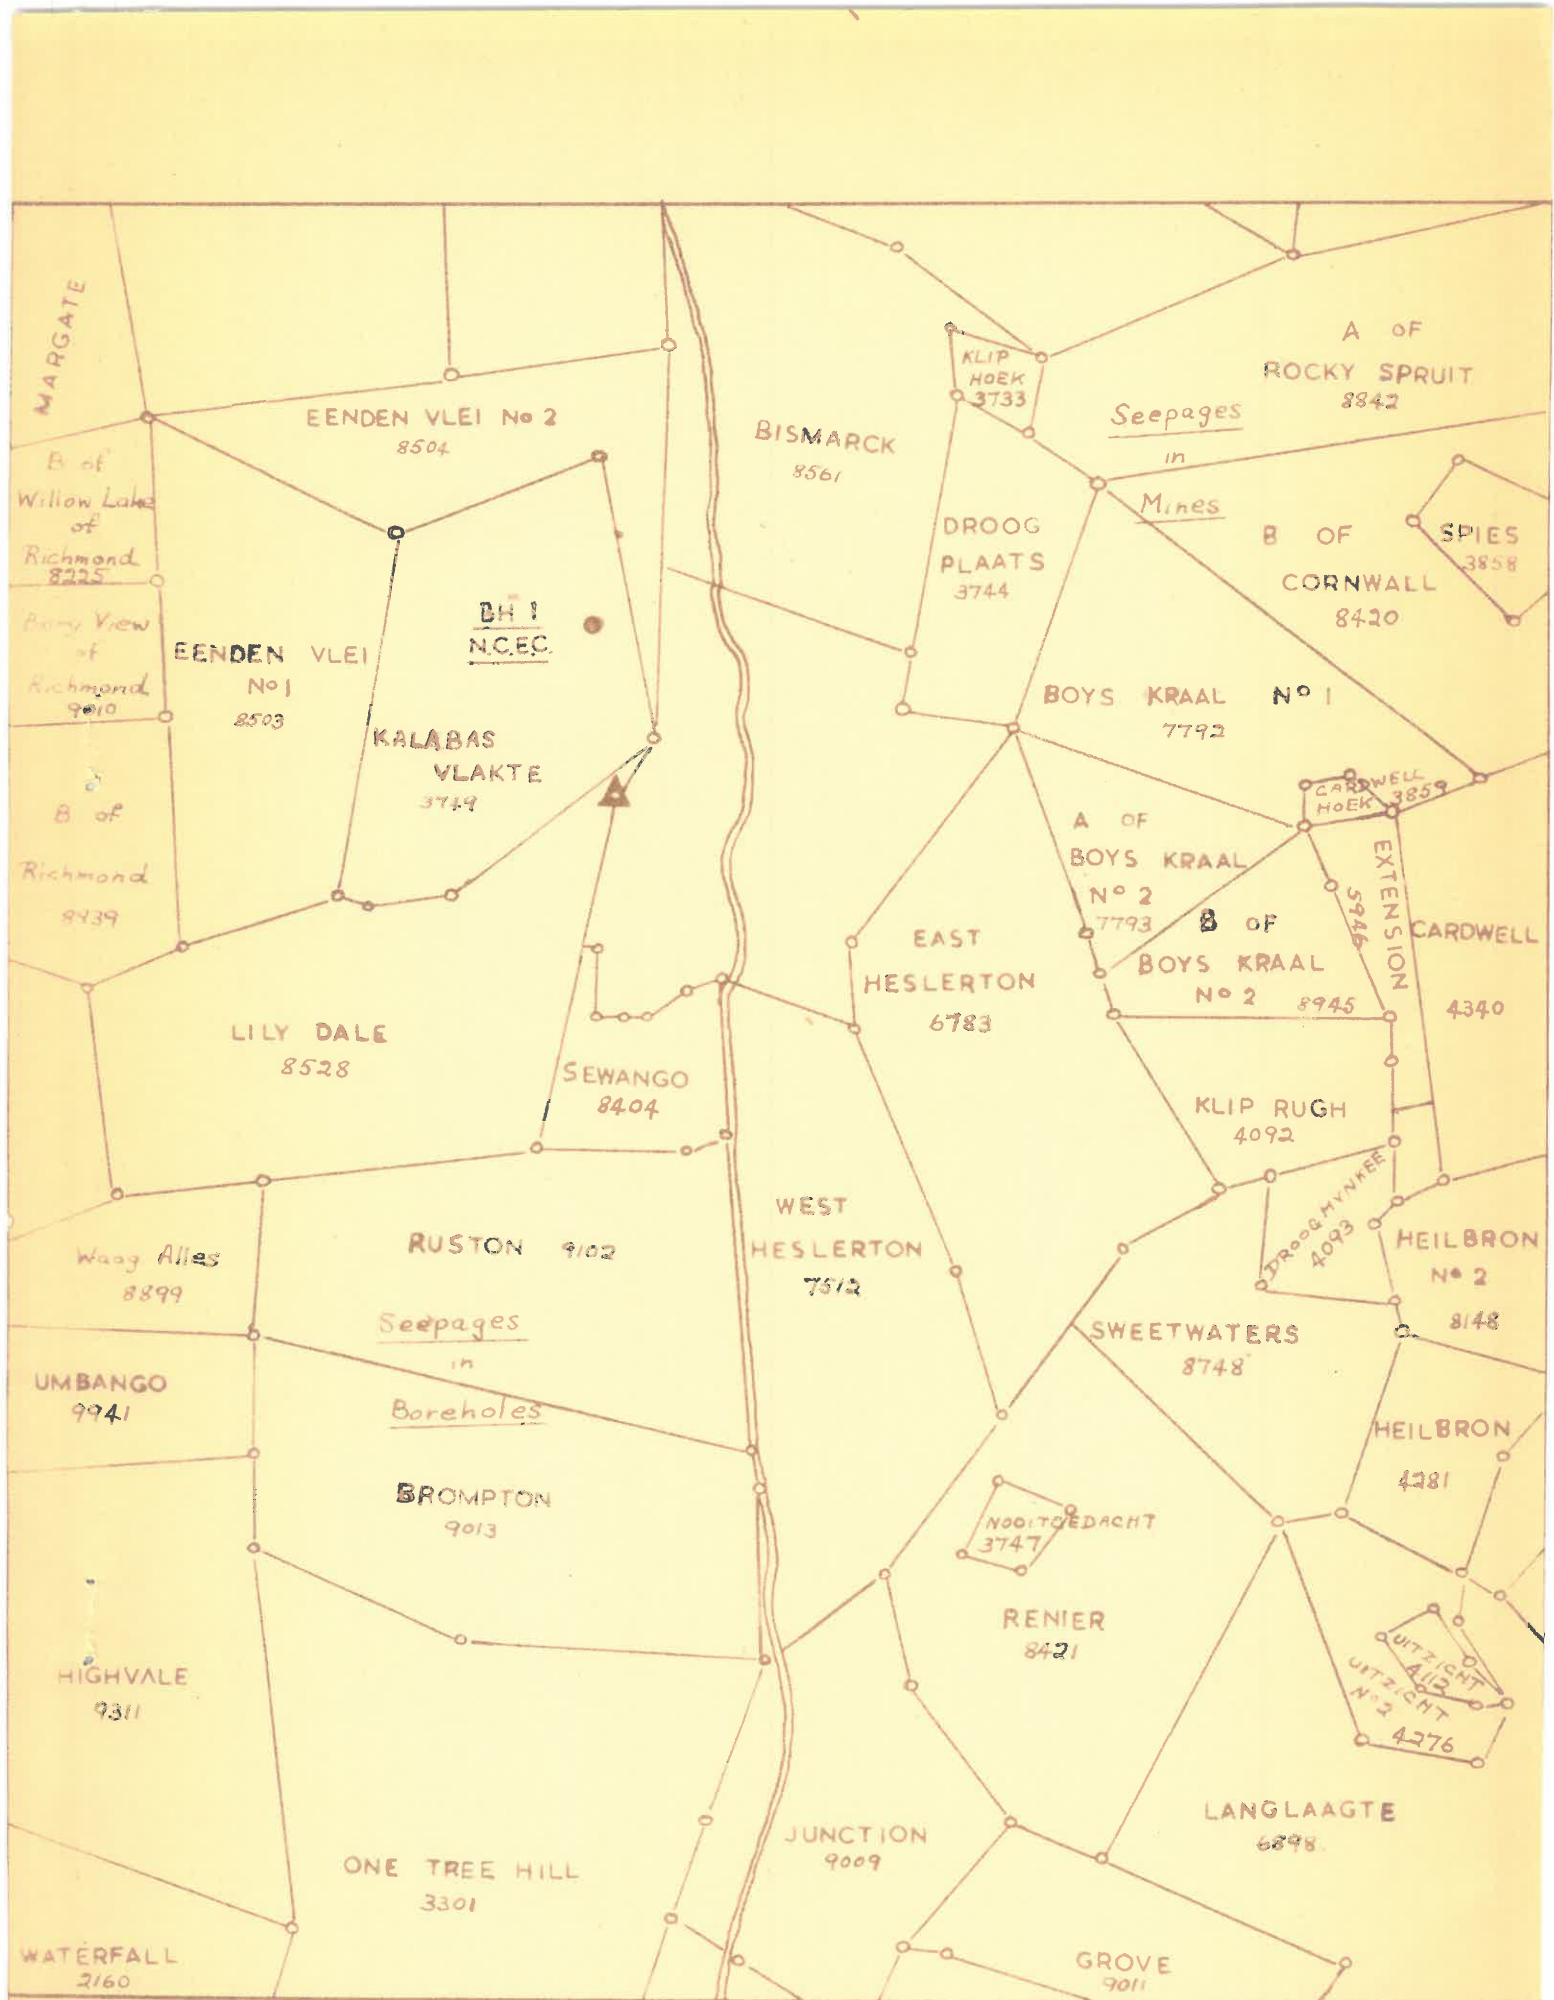 MARGATE
EENDEN VLEI No 2
8504
BISMARCK
8561
KLIP
HOEK
3733
A OF
ROCKY SPRUIT
8842
Seepages
in
Mines
B of
Willow Lake
of
Richmond
8225
DROOG
PLAATS
3744
B OF
CORNWALL
8420
SPIES
3858
View
of
Richmond
9010
EENDEN VLEI
No 1
8503
BH 1
N.C.E.C.
KALABAS
VLAKTE
3749
BOYS KRAAL No 1
7792
CARDWELL
HOEK 3859
B of
Richmond
8939
A OF
BOYS KRAAL
No 2
7793
B OF
BOYS KRAAL
No 2 8945
5946
EXTENSION
CARDWELL
4340
EAST
HESLERTON
6783
LILY DALE
8528
SEWANGO
8404
KLIP RUGH
4092
DROOGMYNKEE
4093
WEST
HESLERTON
7512
RUSTON 9102
Waag Alles
8899
HEILBRON
No 2
8148
Seepages
in
Boreholes
SWEETWATERS
8748
UMBANGO
9941
HEILBRON
4281
BROMPTON
9013
NOOITGEDACHT
3747
RENIER
8421
UITZICHT
4112
UITZICHT
No 2
4276
HIGHVALE
9311
LANGLAAGTE
6898
JUNCTION
9009
ONE TREE HILL
3301
WATERFALL
2160
GROVE
9011